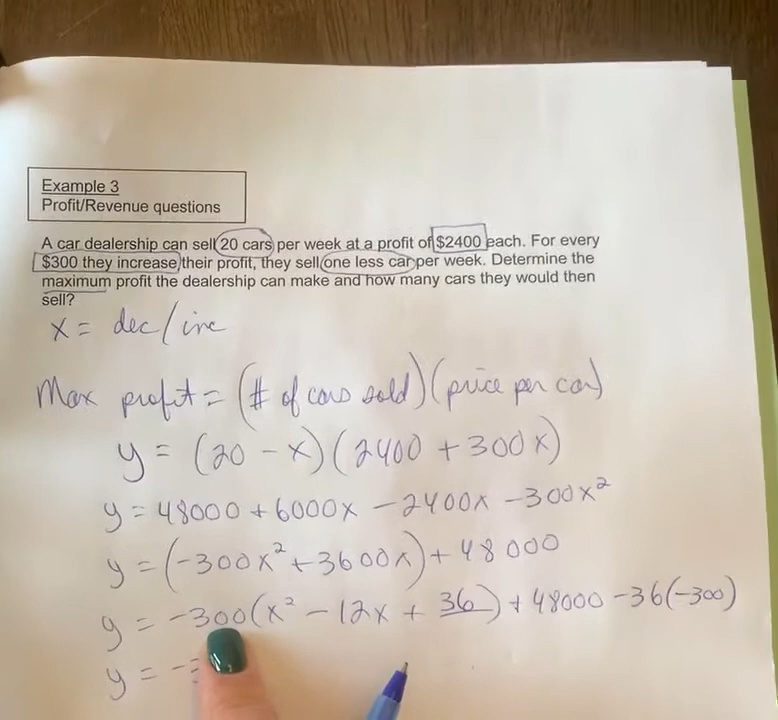 Example 3
Profit/Revenue questions
A car dealership can sell 20 cars per week at a profit of $2400 each. For every
$300 they increase their profit, they sell one less car per week. Determine the
maximum profit the dealership can make and how many cars they would then
sell?
x = dec/inc
Max profit = (# of cars sold)(price per car)
y = (20 - x)(2400 + 300x)
y = 48000 + 6000x - 2400x - 300x²
y = (-300x² + 3600x) + 48000
y = -300(x² - 12x + 36) + 48000 - 36(-300)
y = -